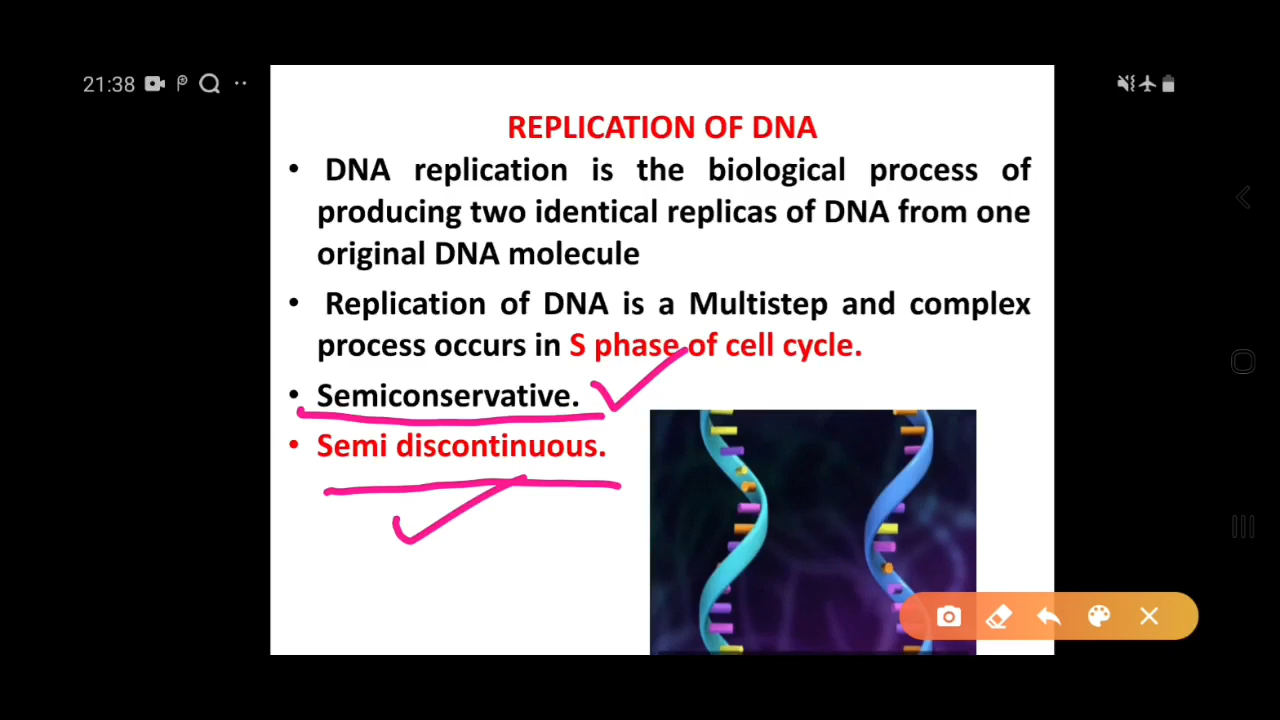 21:38
REPLICATION OF DNA
• DNA replication is the biological process of
producing two identical replicas of DNA from one
original DNA molecule
• Replication of DNA is a Multistep and complex
process occurs in S phase of cell cycle.
• Semiconservative.
• Semi discontinuous.